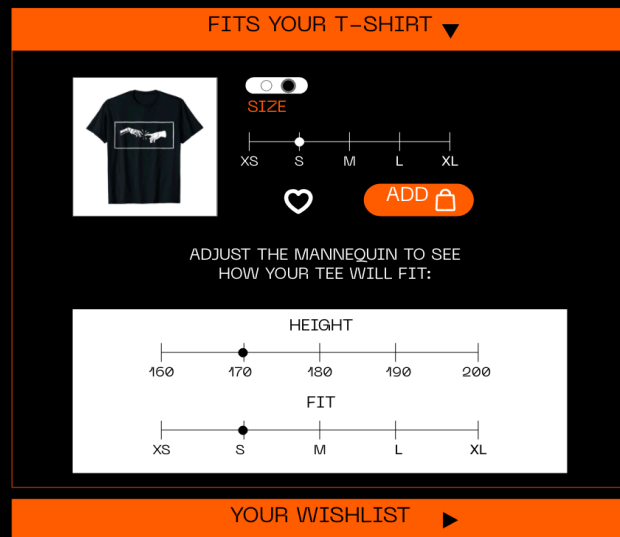 FITS YOUR T-SHIRT
SIZE
XS S M L XL
ADD
ADJUST THE MANNEQUIN TO SEE
HOW YOUR TEE WILL FIT:
HEIGHT
160 170 180 190 200
FIT
XS S M L XL
YOUR WISHLIST